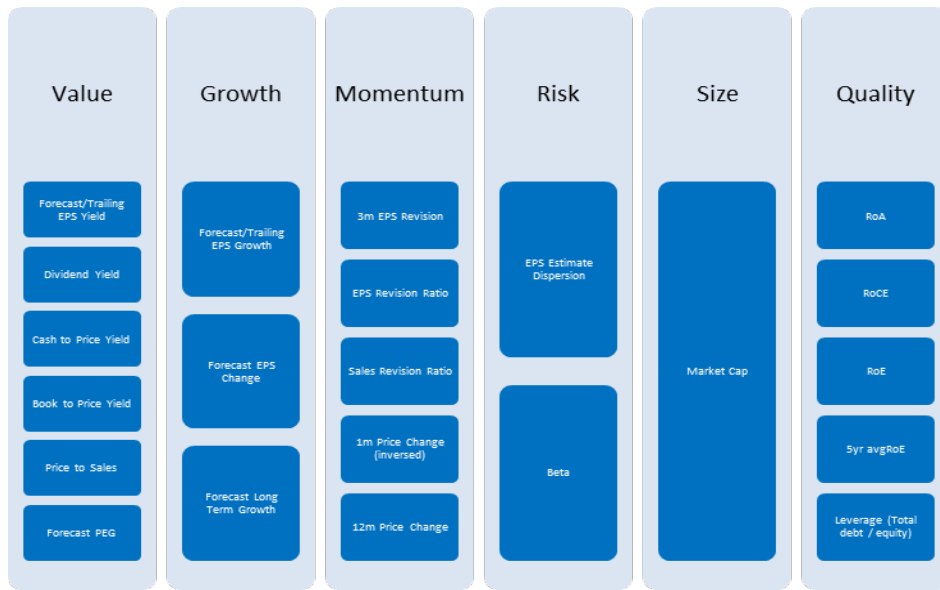 Value
Forecast/Trailing
EPS Yield
Dividend Yield
Cash to Price Yield
Book to Price Yield
Price to Sales
Forecast PEG
Growth
Forecast/Trailing
EPS Growth
Forecast EPS
Change
Forecast Long
Term Growth
Momentum
3m EPS Revision
EPS Revision Ratio
Sales Revision Ratio
1m Price Change
(inversed)
12m Price Change
Risk
EPS Estimate
Dispersion
Beta
Size
Market Cap
Quality
RoA
RoCE
RoE
5yr avgRoE
Leverage (Total
debt / equity)